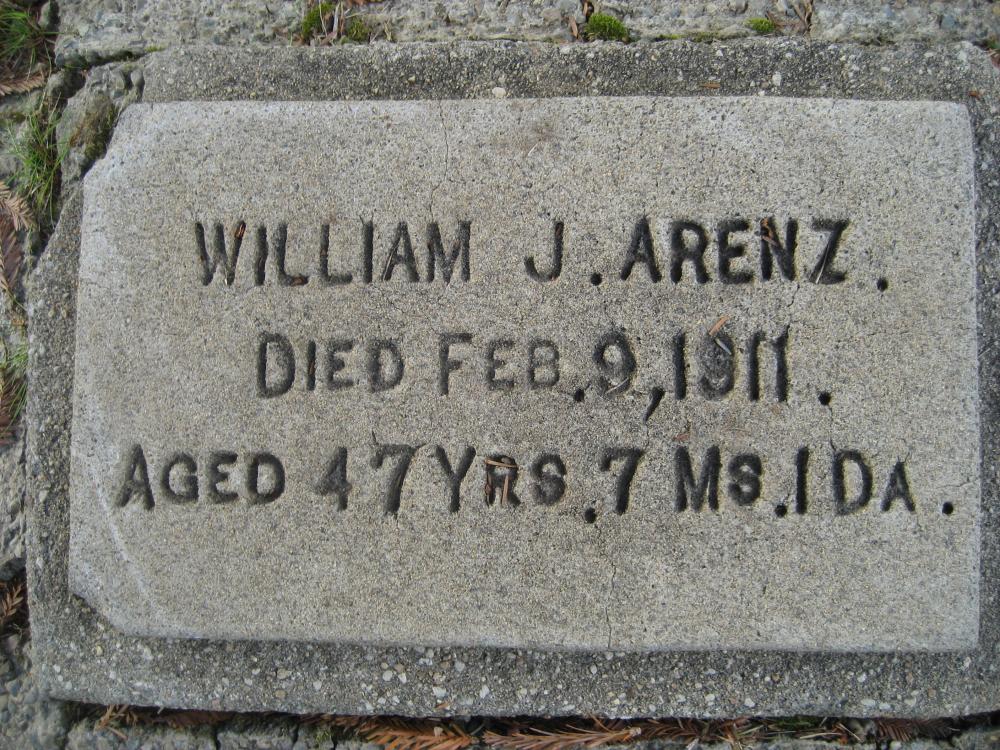 WILLIAM J. ARENZ.
DIED FEB. 9, 1911.
AGED 47 YRS. 7 MS. 1 DA.